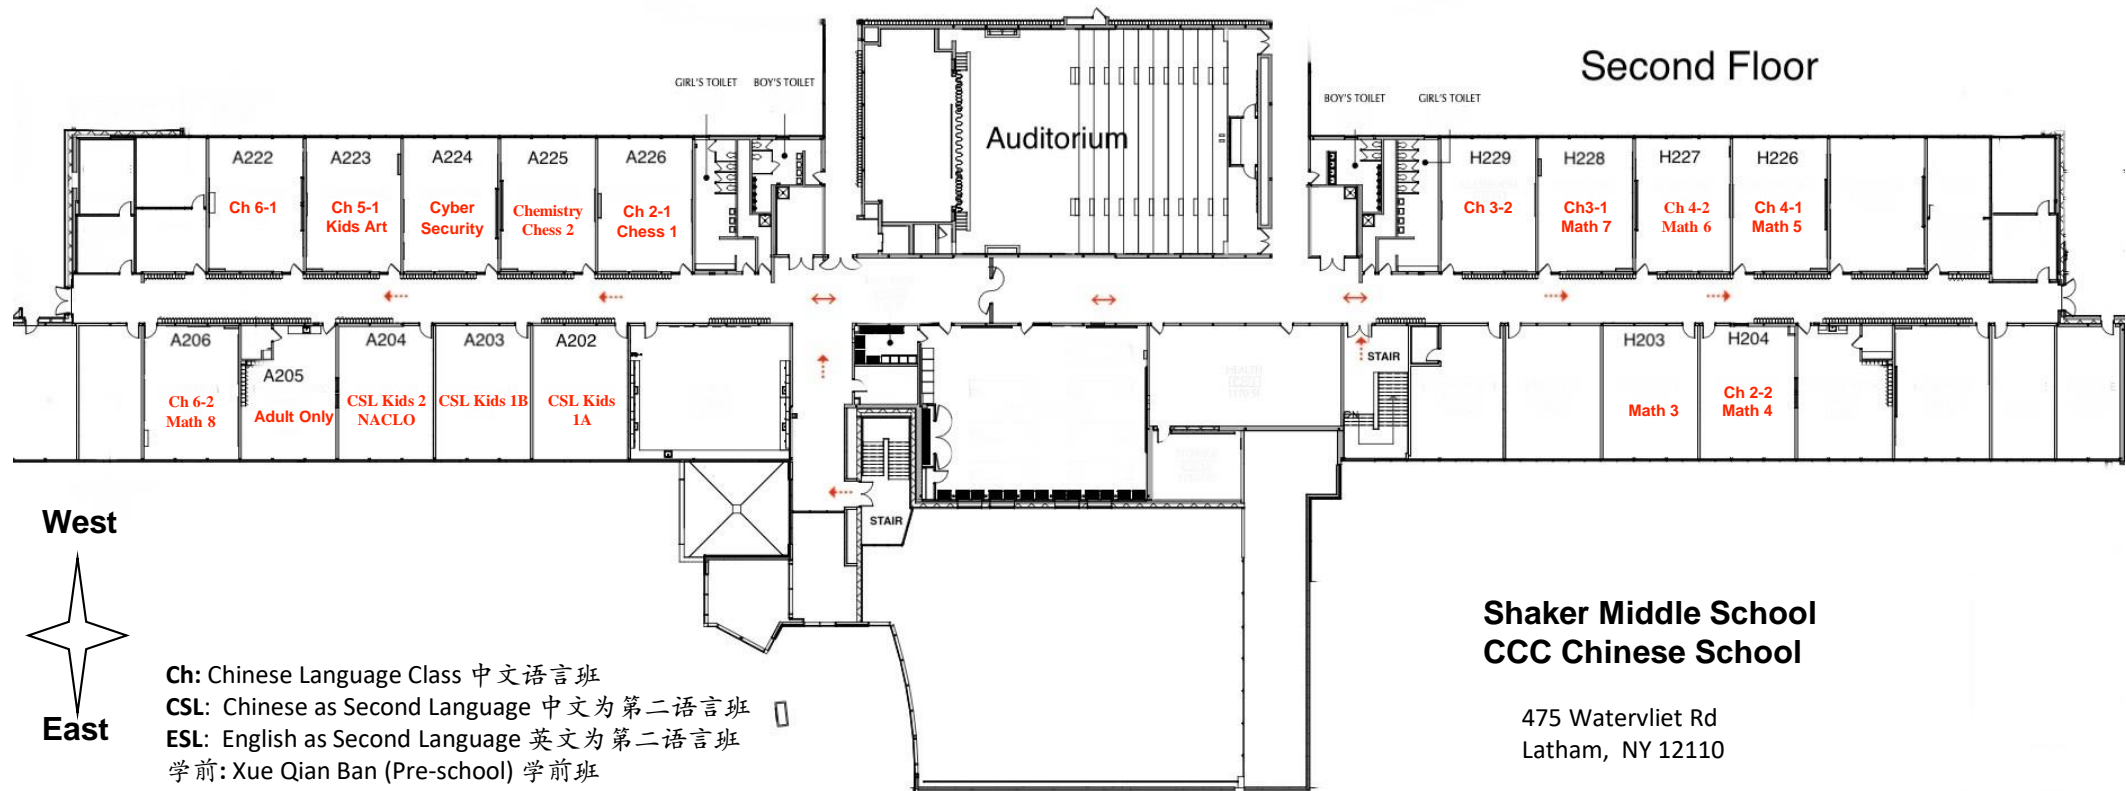 Second Floor
GIRL'S TOILET
BOY'S TOILET
BOY'S TOILET
GIRL'S TOILET
Auditorium
A222
Ch 6-1
A223
Ch 5-1
Kids Art
A224
Cyber
Security
A225
Chemistry
Chess 2
A226
Ch 2-1
Chess 1
H229
Ch 3-2
H228
Ch3-1
Math 7
H227
Ch 4-2
Math 6
H226
Ch 4-1
Math 5
A206
Ch 6-2
Math 8
A205
Adult Only
A204
CSL Kids 2
NACLO
A203
CSL Kids 1B
A202
CSL Kids
1A
STAIR
DN
HEALTH
H203
Math 3
H204
Ch 2-2
Math 4
STAIR
West
East
Ch: Chinese Language Class 中文语言班
CSL: Chinese as Second Language 中文为第二语言班
ESL: English as Second Language 英文为第二语言班
学前: Xue Qian Ban (Pre-school) 学前班
Shaker Middle School
CCC Chinese School
475 Watervliet Rd
Latham, NY 12110